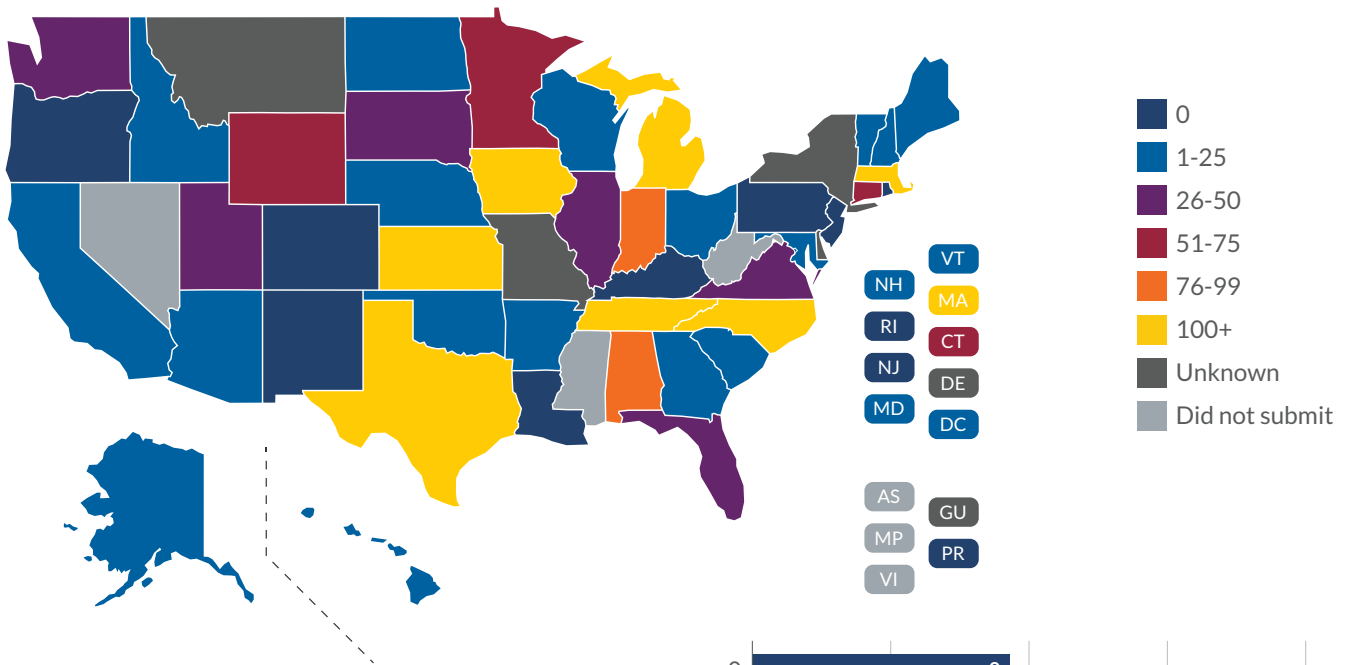 0
1-25
26-50
51-75
76-99
100+
Unknown
Did not submit
VT
NH
MA
RI
CT
NJ
DE
MD
DC
AS
GU
MP
PR
VI